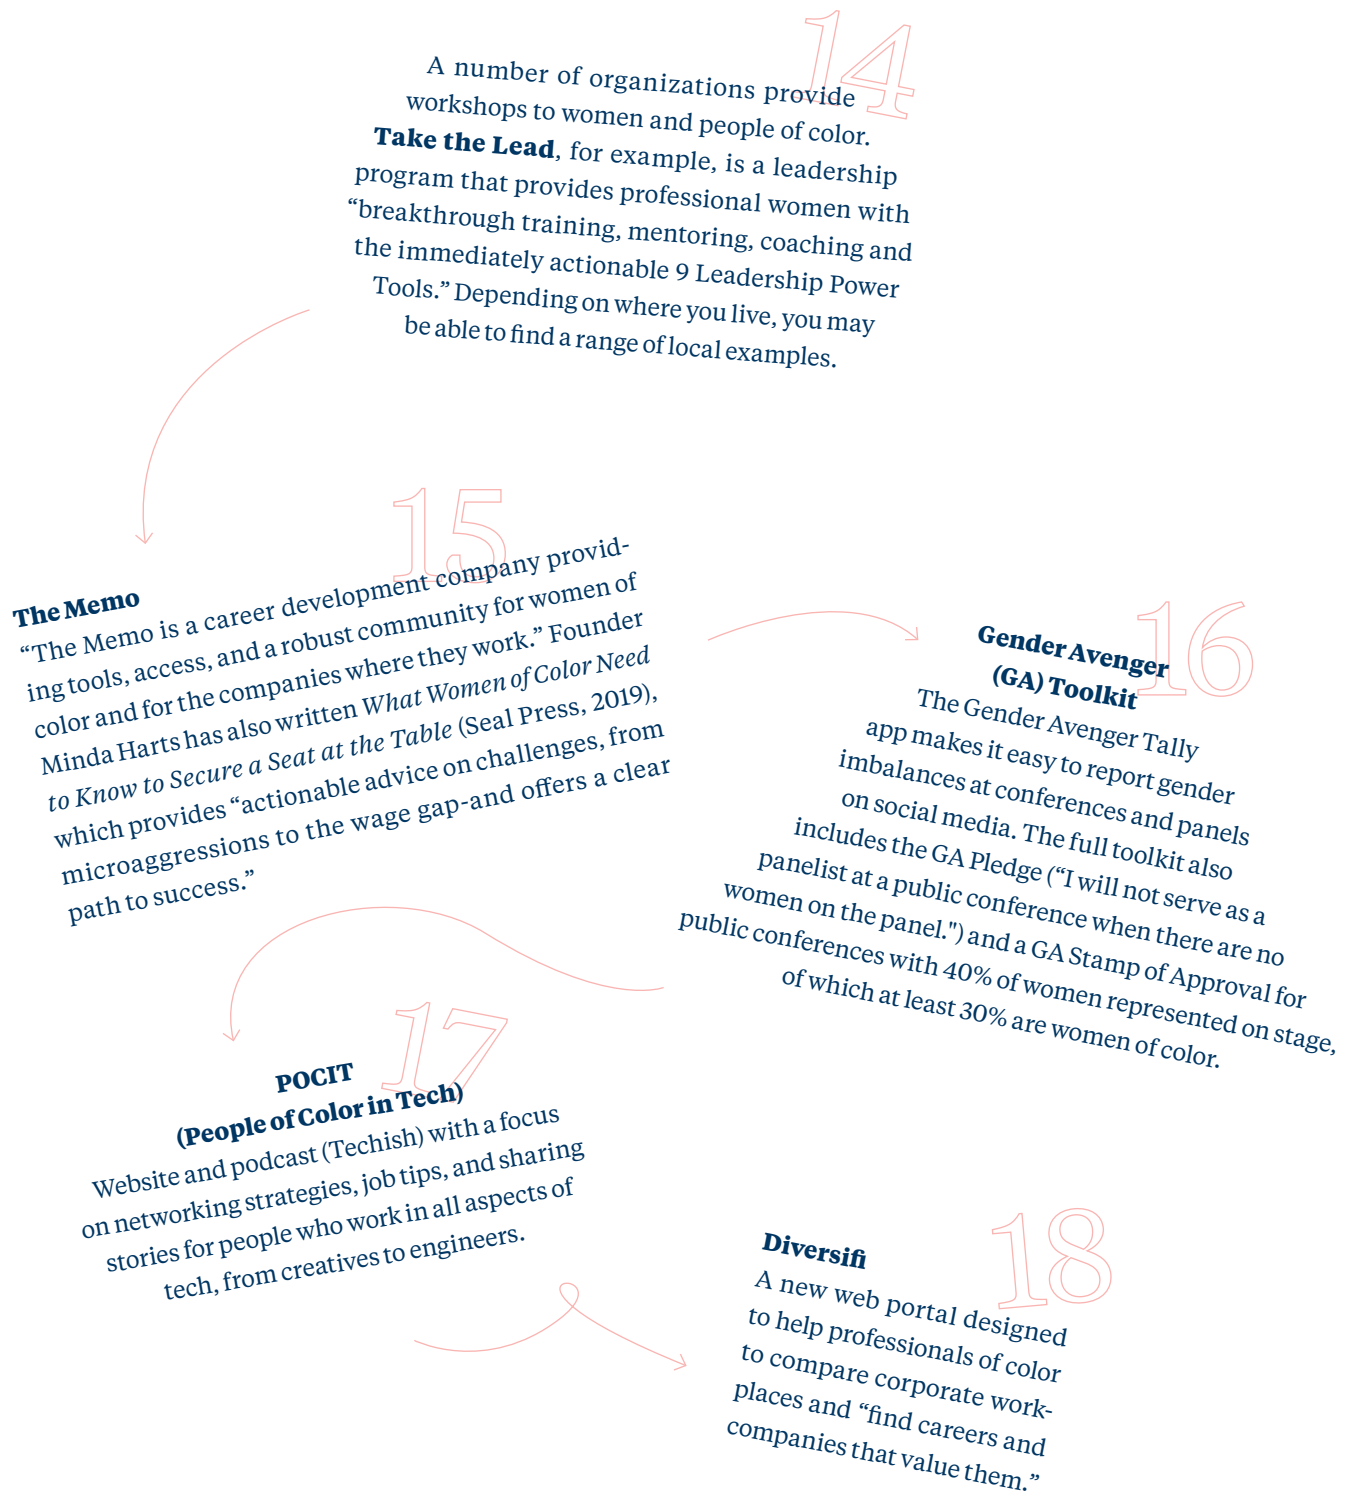 14
A number of organizations provide
workshops to women and people of color.
Take the Lead, for example, is a leadership
program that provides professional women with
“breakthrough training, mentoring, coaching and
the immediately actionable 9 Leadership Power
Tools.” Depending on where you live, you may
be able to find a range of local examples.
15
The Memo
“The Memo is a career development company provid-
ing tools, access, and a robust community for women of
color and for the companies where they work.” Founder
Minda Harts has also written What Women of Color Need
to Know to Secure a Seat at the Table (Seal Press, 2019),
which provides “actionable advice on challenges, from
microaggressions to the wage gap-and offers a clear
path to success.”
16
Gender Avenger
(GA) Toolkit
The Gender Avenger Tally
app makes it easy to report gender
imbalances at conferences and panels
on social media. The full toolkit also
includes the GA Pledge (“I will not serve as a
panelist at a public conference when there are no
women on the panel.") and a GA Stamp of Approval for
public conferences with 40% of women represented on stage,
of which at least 30% are women of color.
17
POCIT
(People of Color in Tech)
Website and podcast (Techish) with a focus
on networking strategies, job tips, and sharing
stories for people who work in all aspects of
tech, from creatives to engineers.
18
Diversifi
A new web portal designed
to help professionals of color
to compare corporate work-
places and “find careers and
companies that value them.”